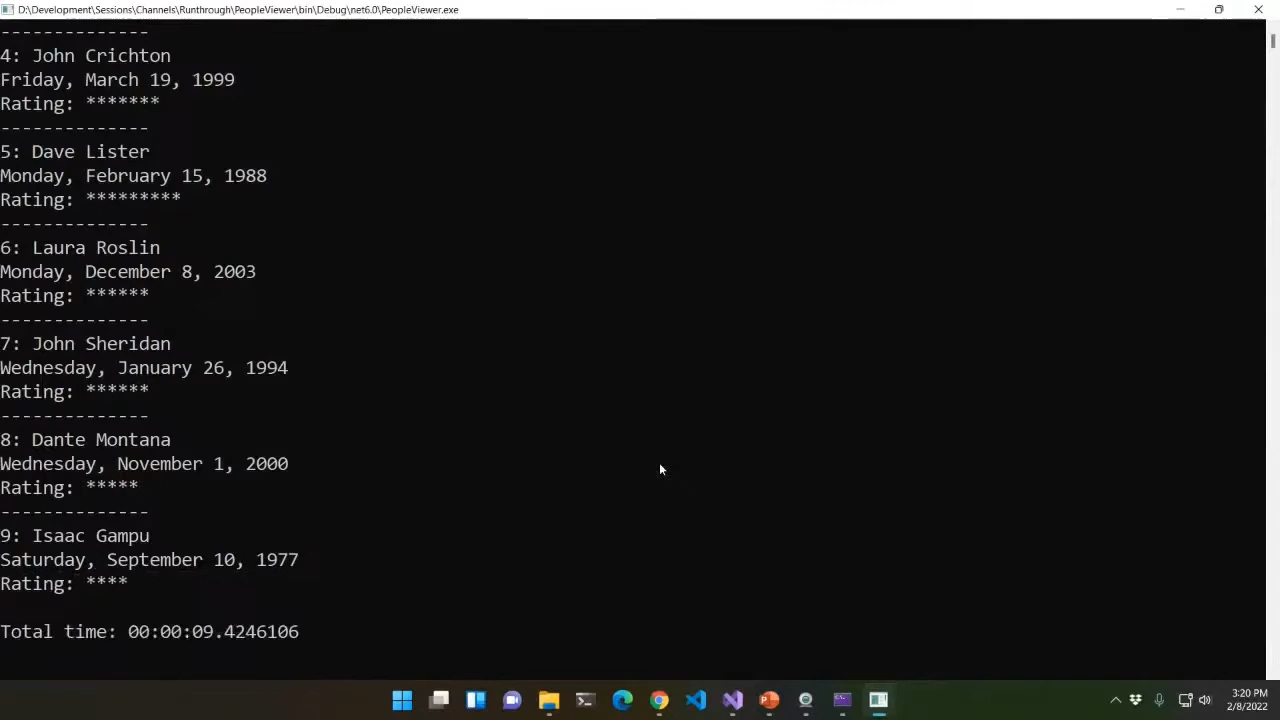 D:\Development\Sessions\Channels\Runthrough\PeopleViewer\bin\Debug\net6.0\PeopleViewer.exe
--------------
4: John Crichton
Friday, March 19, 1999
Rating: *******
--------------
5: Dave Lister
Monday, February 15, 1988
Rating: *********
--------------
6: Laura Roslin
Monday, December 8, 2003
Rating: ******
--------------
7: John Sheridan
Wednesday, January 26, 1994
Rating: ******
--------------
8: Dante Montana
Wednesday, November 1, 2000
Rating: *****
--------------
9: Isaac Gampu
Saturday, September 10, 1977
Rating: ****
Total time: 00:00:09.4246106
3:20 PM
2/8/2022